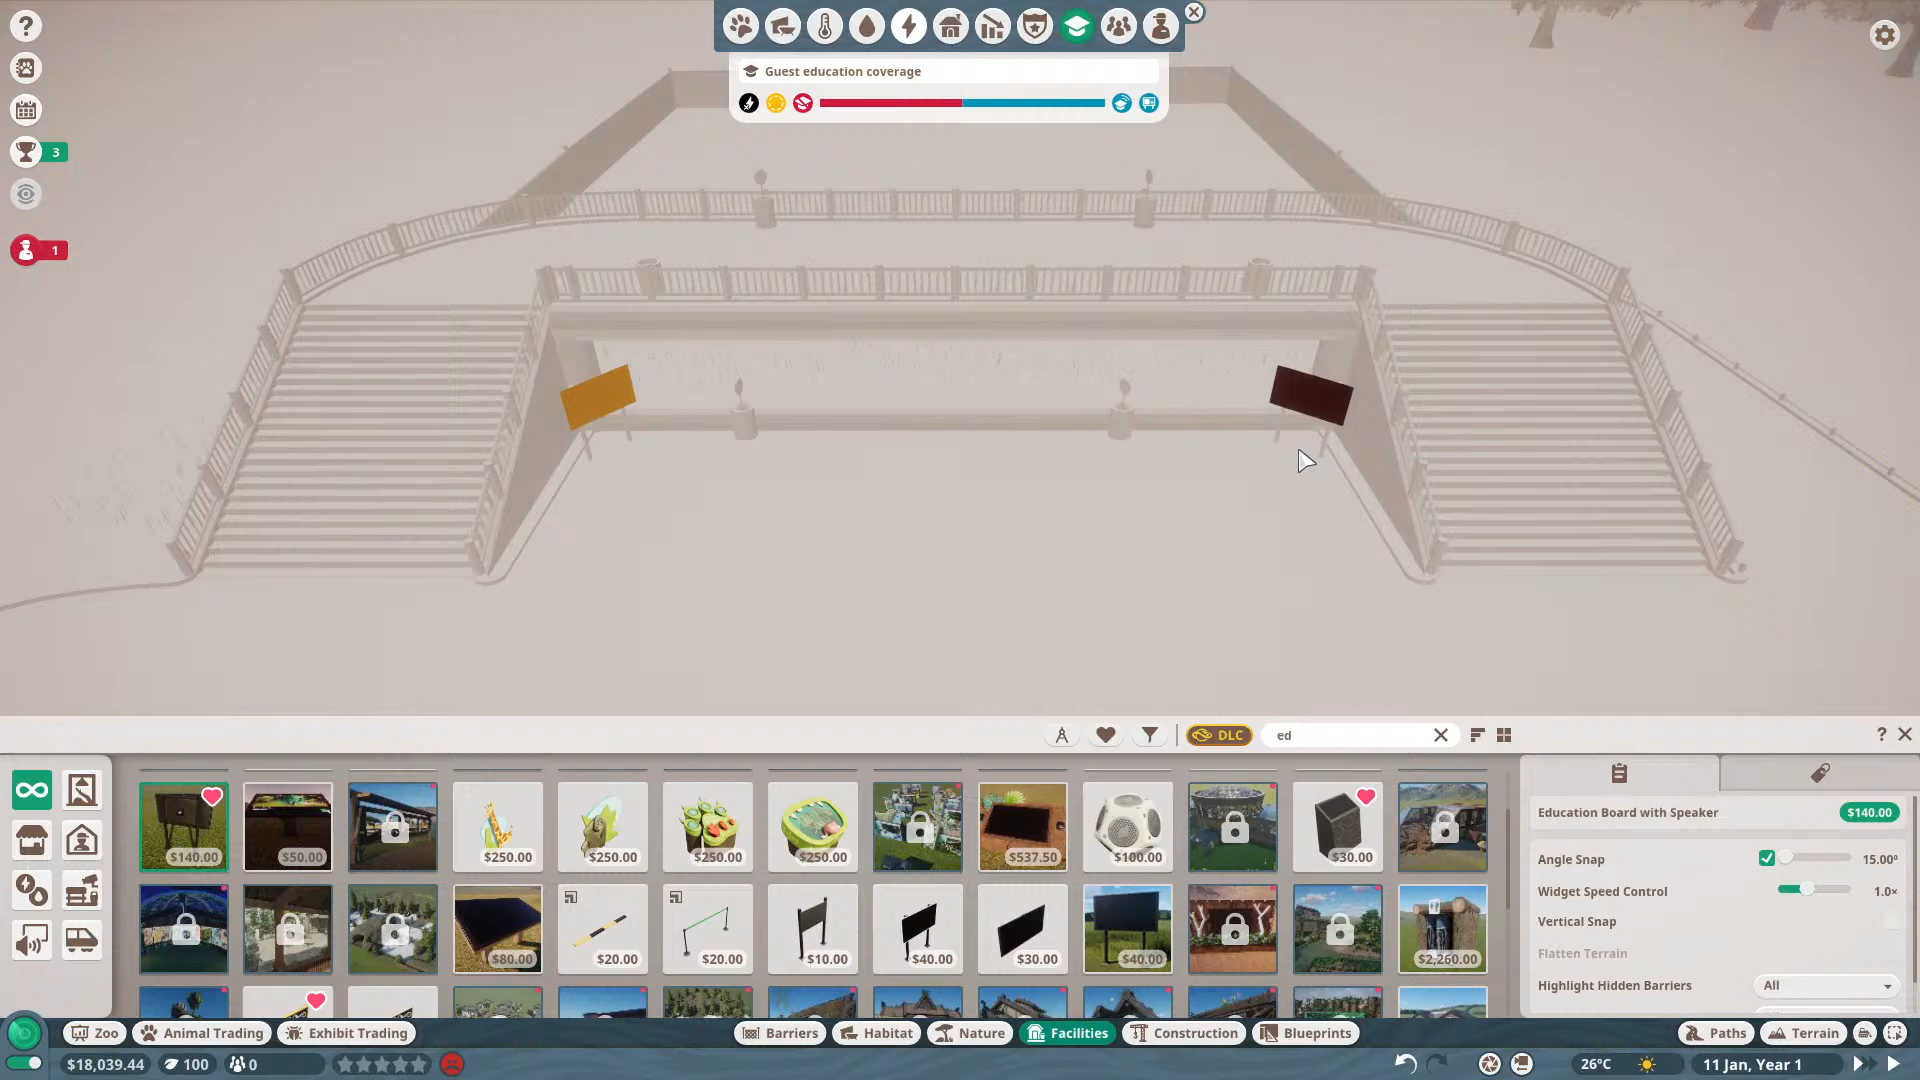 Guest education coverage
3
1
DLC
ed
?
$140.00
$50.00
$250.00
$250.00
$250.00
$250.00
$537.50
$100.00
$30.00
$80.00
$20.00
$20.00
$10.00
$40.00
$30.00
$40.00
$2,260.00
Education Board with Speaker
$140.00
Angle Snap
15.00º
Widget Speed Control
1.0×
Vertical Snap
Flatten Terrain
Highlight Hidden Barriers
All
Zoo
Animal Trading
Exhibit Trading
Barriers
Habitat
Nature
Facilities
Construction
Blueprints
Paths
Terrain
$18,039.44
100
0
26°C
11 Jan, Year 1